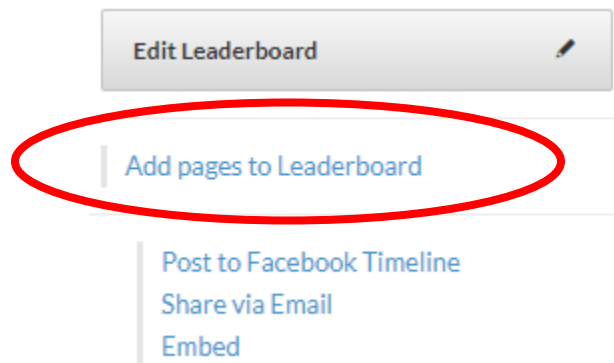 Edit Leaderboard
Add pages to Leaderboard
Post to Facebook Timeline
Share via Email
Embed